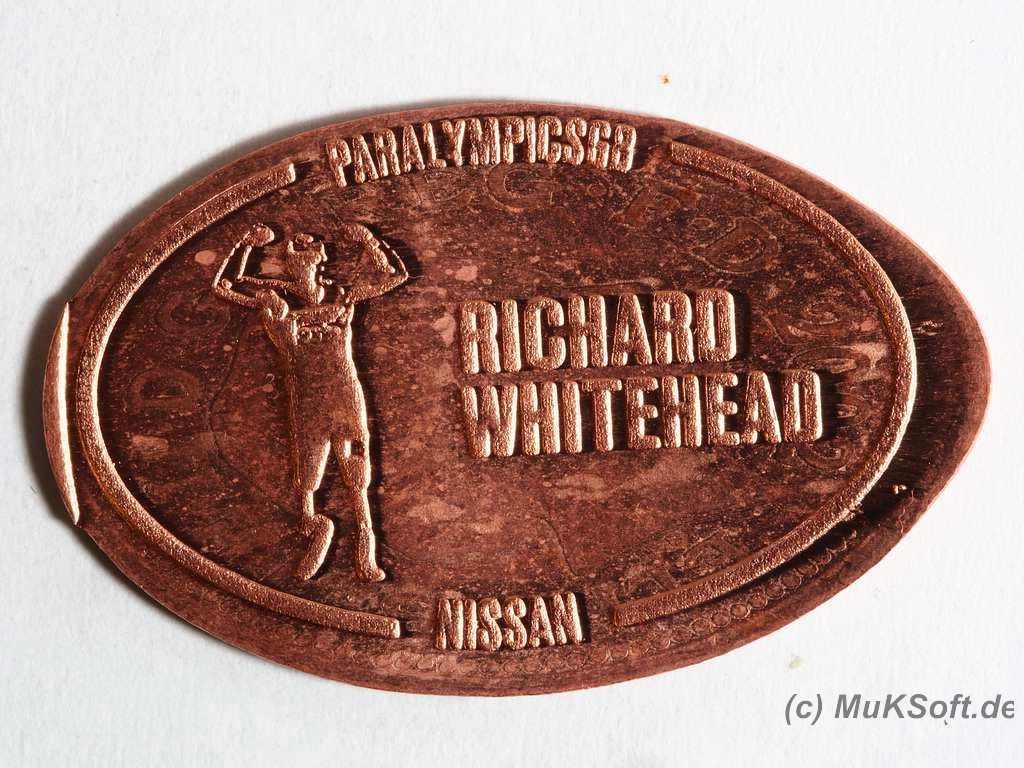 PARALYMPICSGB
RICHARD
WHITEHEAD
NISSAN
(c) MuKSoft.de